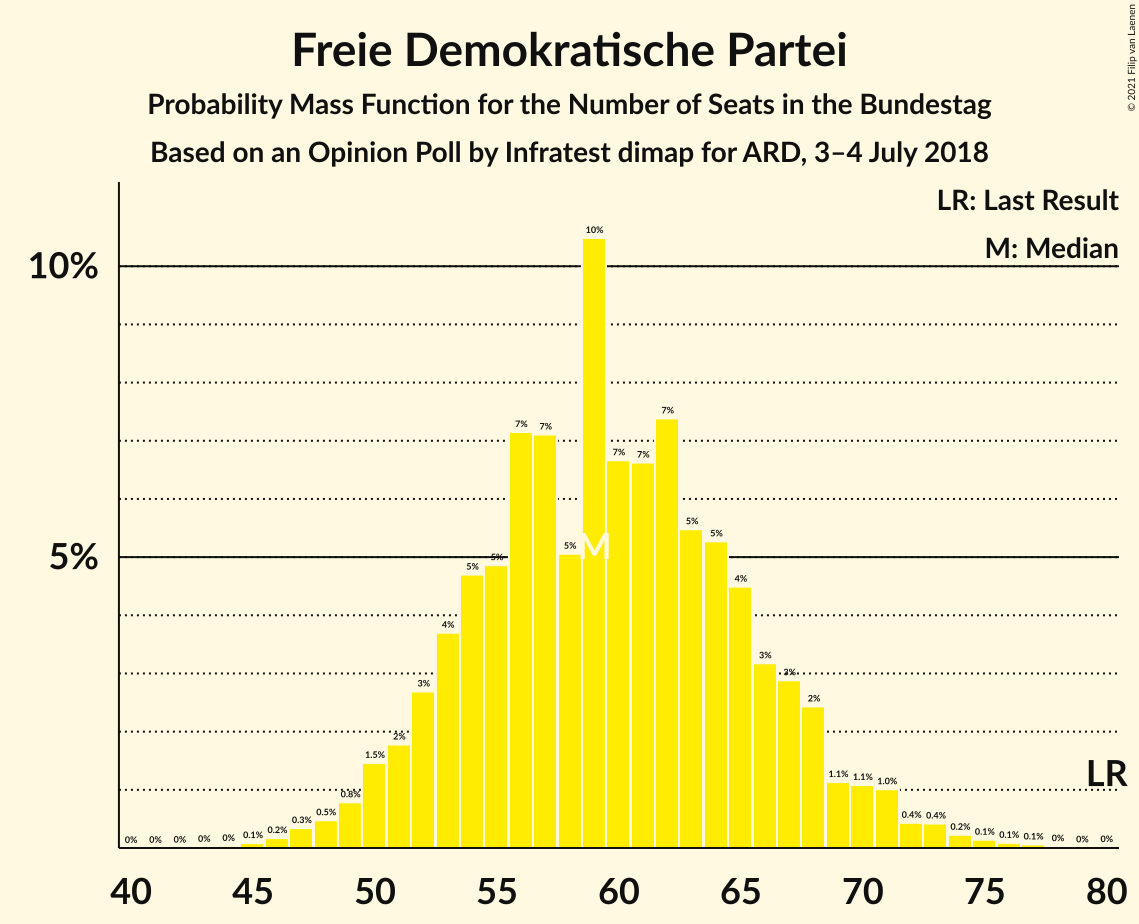 Freie Demokratische Partei
Probability Mass Function for the Number of Seats in the Bundestag
Based on an Opinion Poll by Infratest dimap for ARD, 3–4 July 2018
© 2021 Filip van Laenen
LR: Last Result
M: Median
10%
5%
0% 0% 0% 0% 0% 0.1% 0.2% 0.3% 0.5% 0.8% 1.5% 2% 3% 4% 5% 5% 7% 7% 5% 10% 7% 7% 7% 5% 5% 4% 3% 3% 2% 1.1% 1.1% 1.0% 0.4% 0.4% 0.2% 0.1% 0.1% 0.1% 0% 0% 0%
M
LR
40 45 50 55 60 65 70 75 80